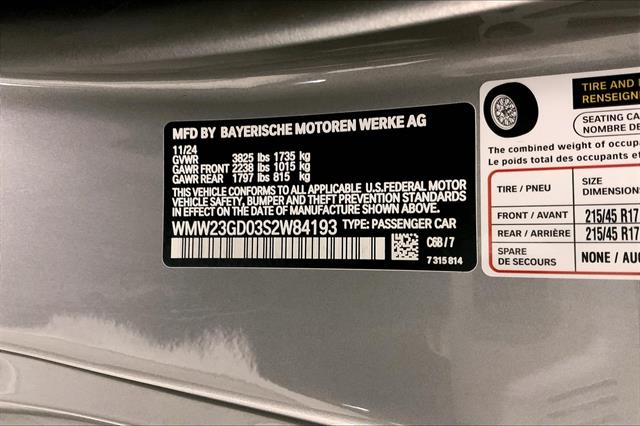 MFD BY BAYERISCHE MOTOREN WERKE AG
11/24
GVWR 3825 lbs 1735 kg
GAWR FRONT 2238 lbs 1015 kg
GAWR REAR 1797 lbs 815 kg
THIS VEHICLE CONFORMS TO ALL APPLICABLE U.S.FEDERAL MOTOR
VEHICLE SAFETY, BUMPER AND THEFT PREVENTION STANDARDS
IN EFFECT ON THE DATE OF MANUFACTURE SHOWN ABOVE.
WMW23GD03S2W84193 TYPE: PASSENGER CAR
C6B / 7
7 315 814
TIRE AND
RENSEIGNE
SEATING CA
NOMBRE DE
The combined weight of occup
Le poids total des occupants et
TIRE / PNEU SIZE
DIMENSION
FRONT / AVANT 215/45 R17
REAR / ARRIÈRE 215/45 R17
SPARE
DE SECOURS NONE / AUC